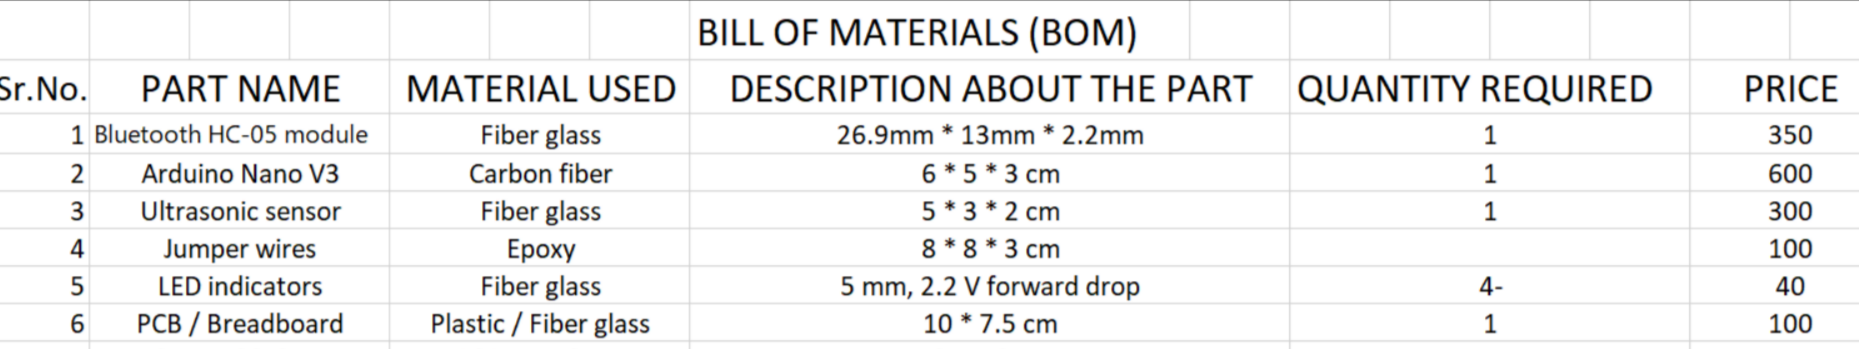 BILL OF MATERIALS (BOM)
Sr.No. PART NAME MATERIAL USED DESCRIPTION ABOUT THE PART QUANTITY REQUIRED PRICE
1 Bluetooth HC-05 module Fiber glass 26.9mm * 13mm * 2.2mm 1 350
2 Arduino Nano V3 Carbon fiber 6 * 5 * 3 cm 1 600
3 Ultrasonic sensor Fiber glass 5 * 3 * 2 cm 1 300
4 Jumper wires Epoxy 8 * 8 * 3 cm 100
5 LED indicators Fiber glass 5 mm, 2.2 V forward drop 4- 40
6 PCB / Breadboard Plastic / Fiber glass 10 * 7.5 cm 1 100